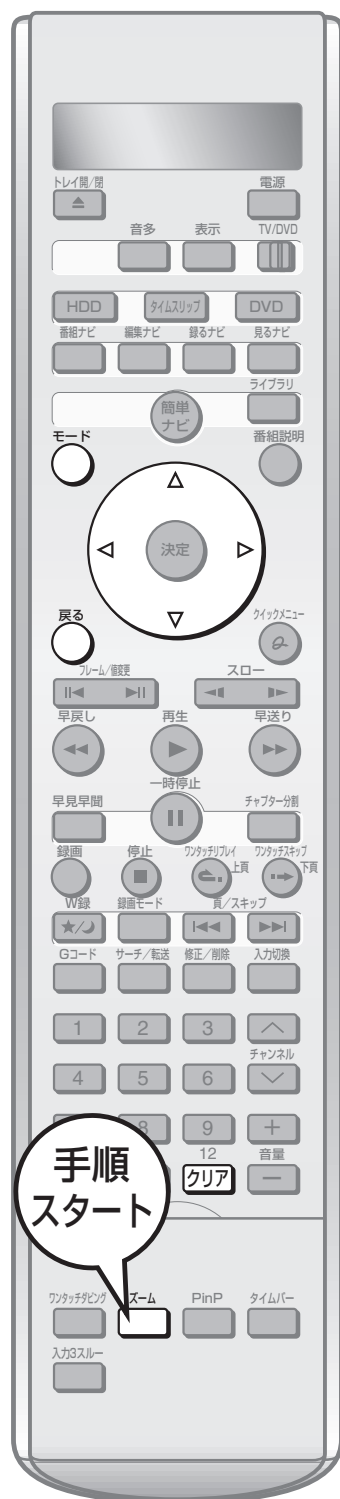 トレイ開/閉 電源
音多 表示 TV/DVD
HDD タイムスリップ DVD
番組ナビ 編集ナビ 録るナビ 見るナビ
ライブラリ
簡単
ナビ
モード 番組説明
決定
戻る クイックメニュー
フレーム/値変更 スロー
早戻し 再生 早送り
一時停止
早見早聞 チャプター分割
録画 停止 ワンタッチリプレイ ワンタッチスキップ
上頁 下頁
W録 録画モード 頁/スキップ
Gコード サーチ/転送 修正/削除 入力切換
1 2 3
チャンネル
4 5 6
8 9 +
12 音量
クリア −
手順
スタート
ワンタッチダビング ズーム PinP タイムバー
入力3スルー